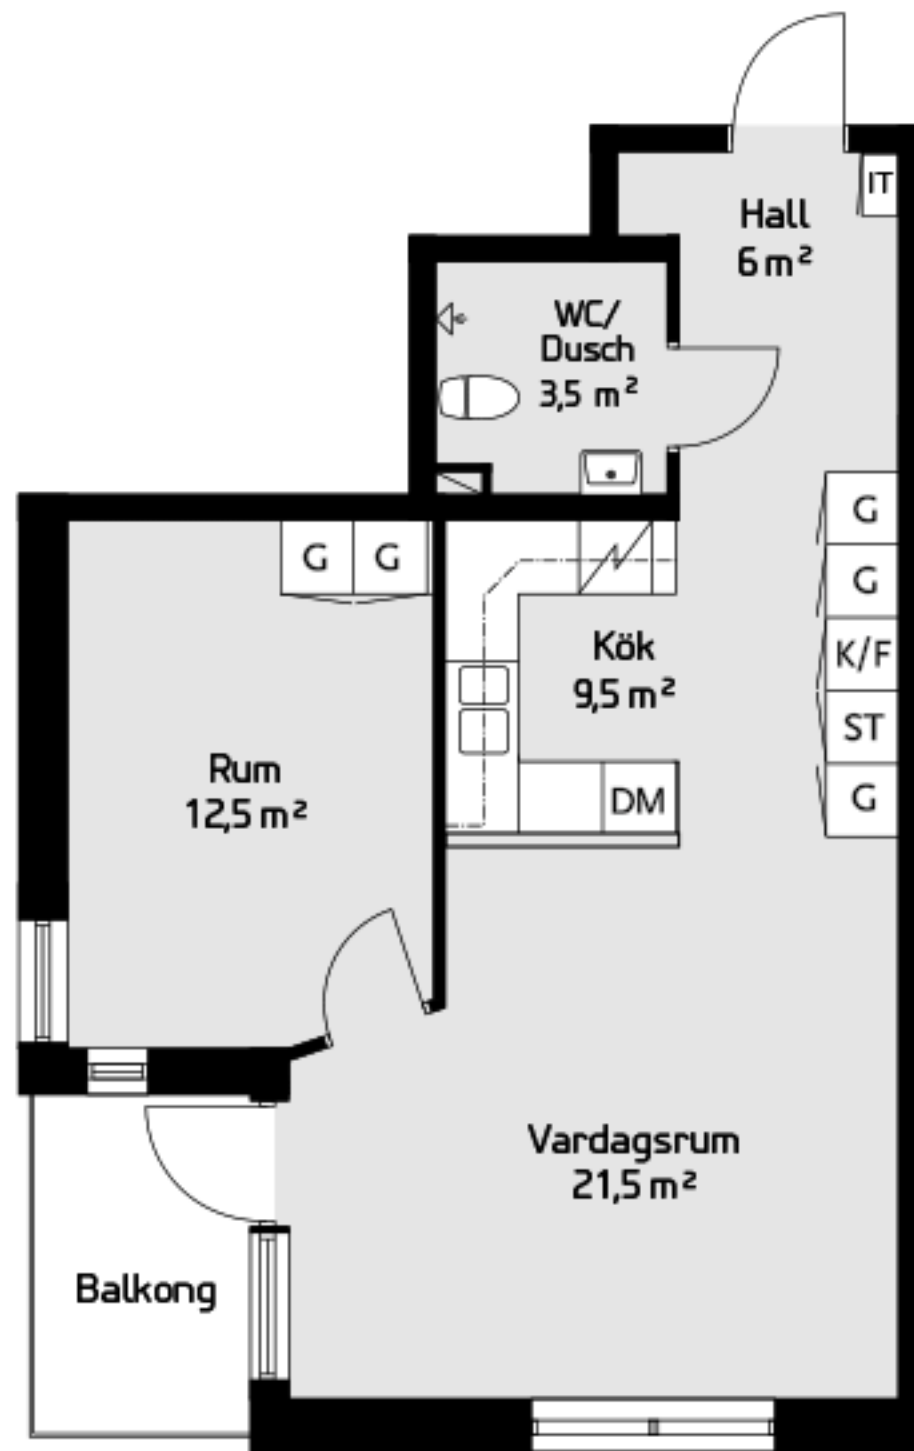 IT
Hall
6 m²
WC/
Dusch
3,5 m²
G
G
G
G
K/F
ST
G
Kök
9,5 m²
DM
Rum
12,5 m²
Vardagsrum
21,5 m²
Balkong